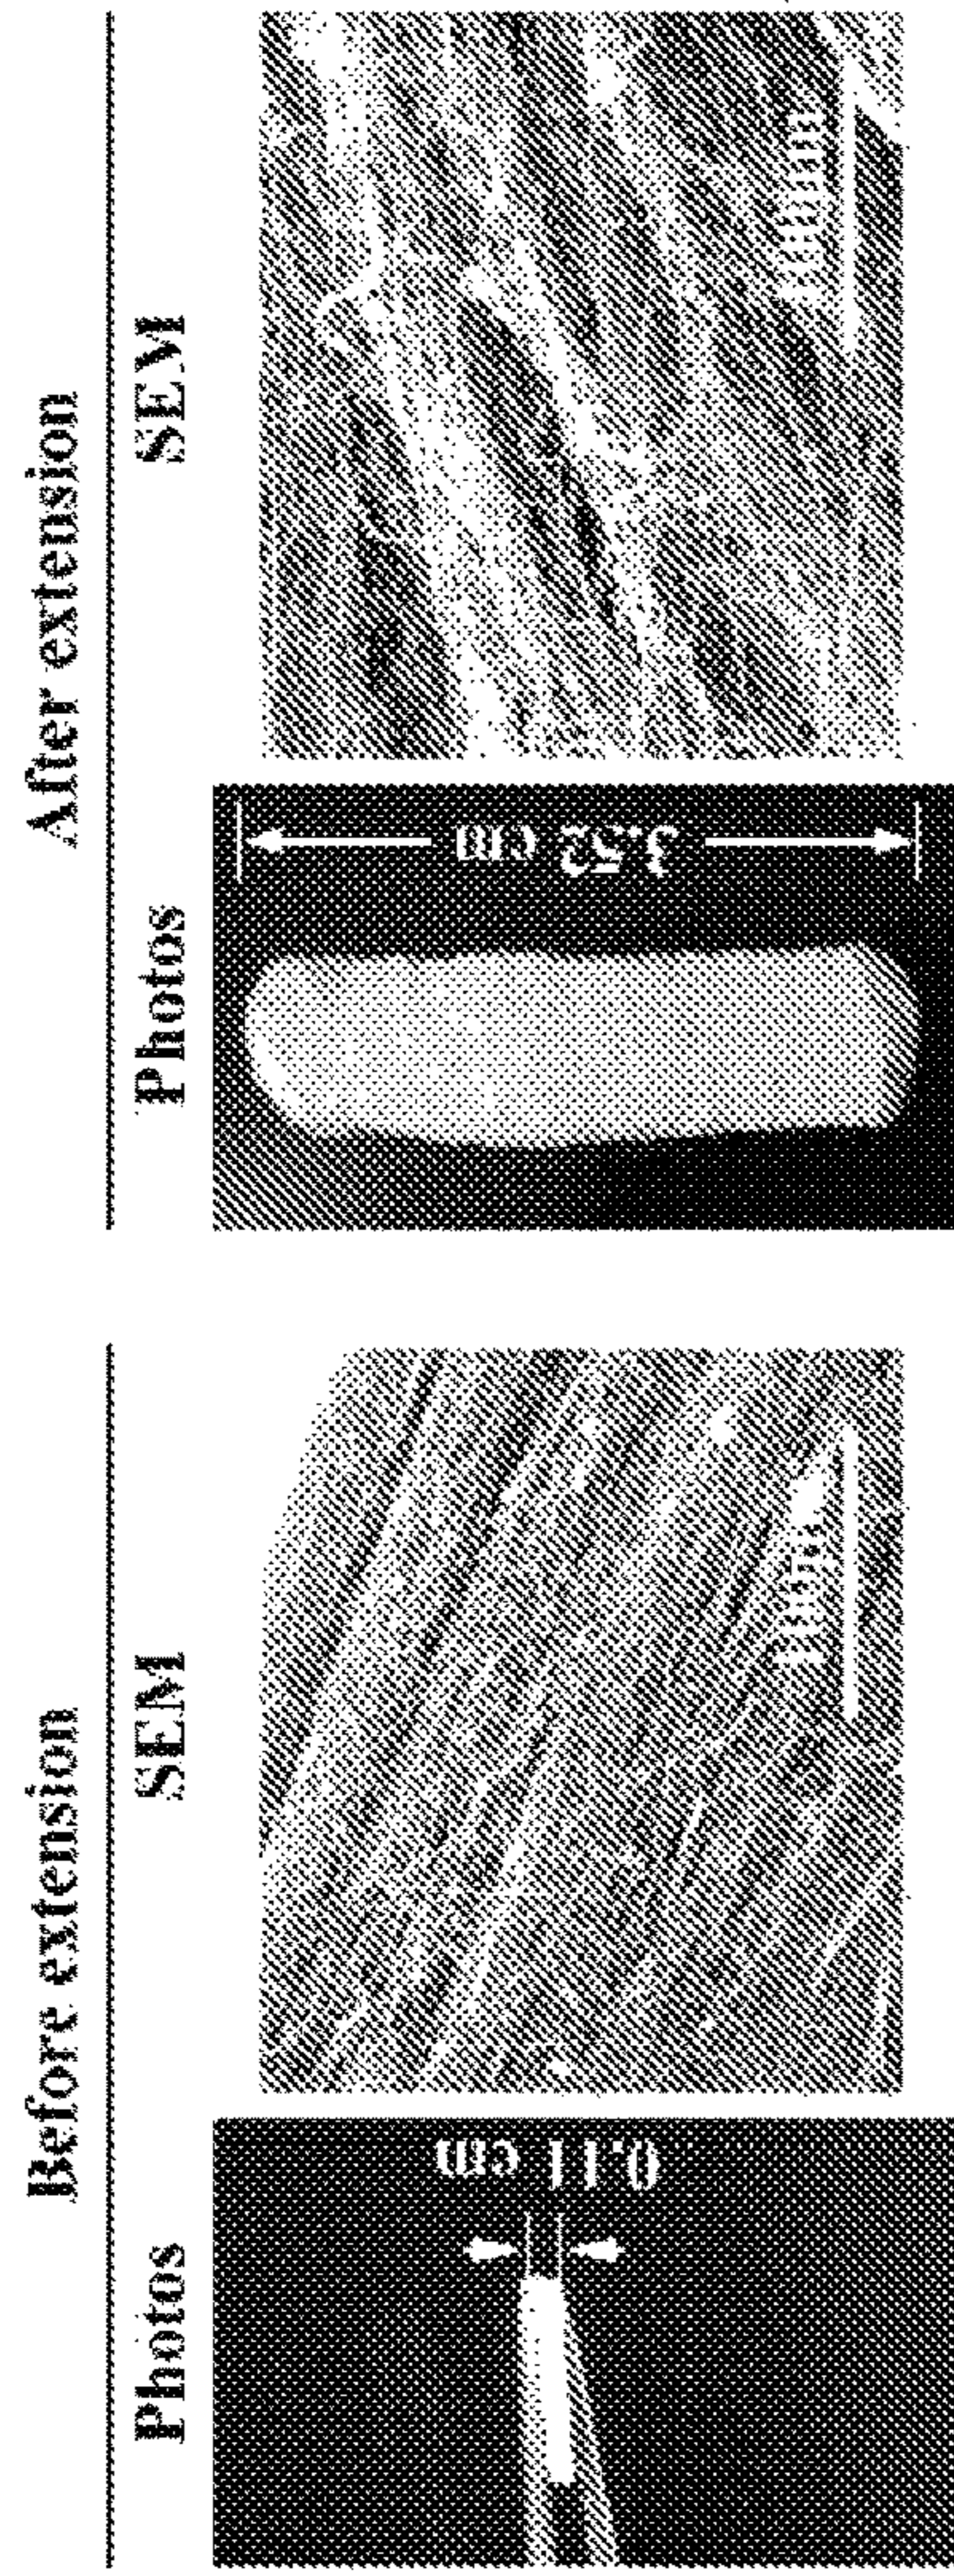 Before extension
After extension
Photos
SEM
Photos
SEM
0.11 cm
3.52 cm